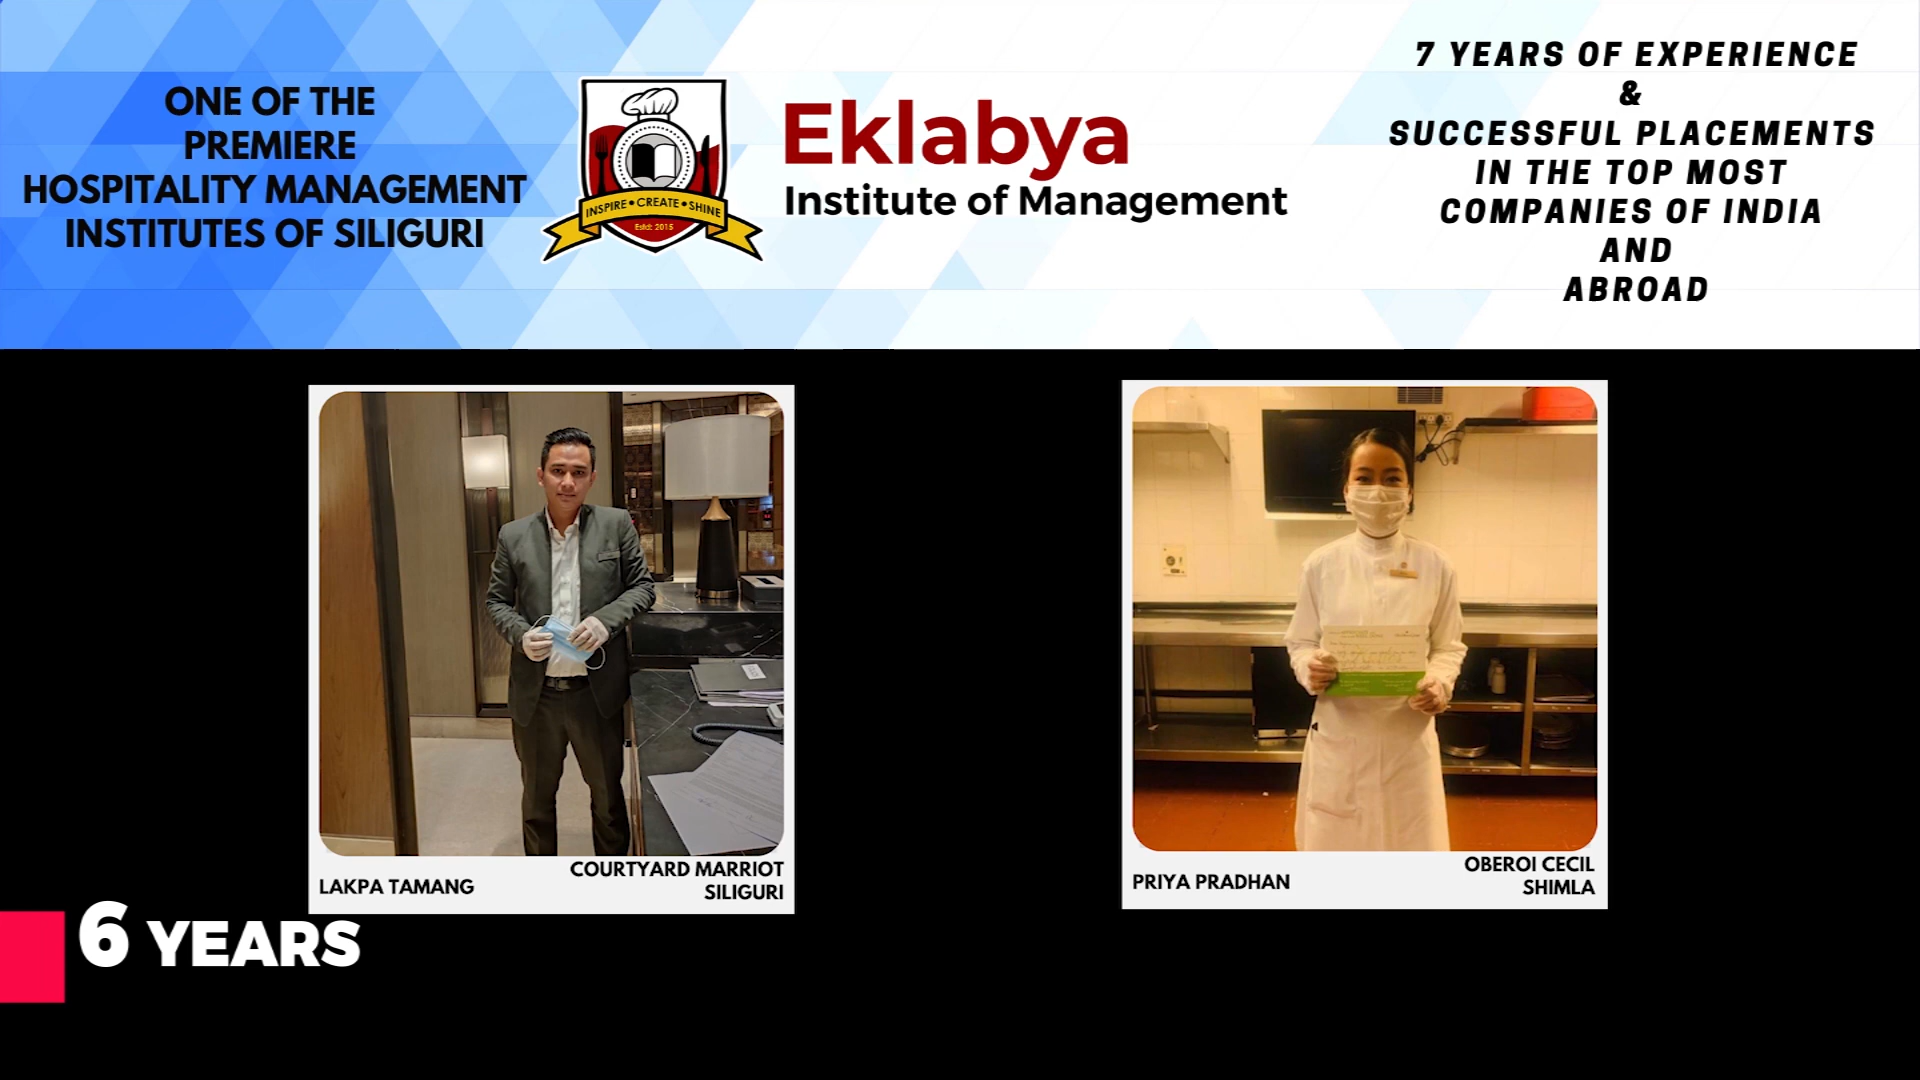 ONE OF THE
PREMIERE
HOSPITALITY MANAGEMENT
INSTITUTES OF SILIGURI
INSPIRE • CREATE • SHINE
Estd: 2015
Eklabya
Institute of Management
7 YEARS OF EXPERIENCE
&
SUCCESSFUL PLACEMENTS
IN THE TOP MOST
COMPANIES OF INDIA
AND
ABROAD
LAKPA TAMANG
COURTYARD MARRIOT
SILIGURI
PRIYA PRADHAN
OBEROI CECIL
SHIMLA
6 YEARS